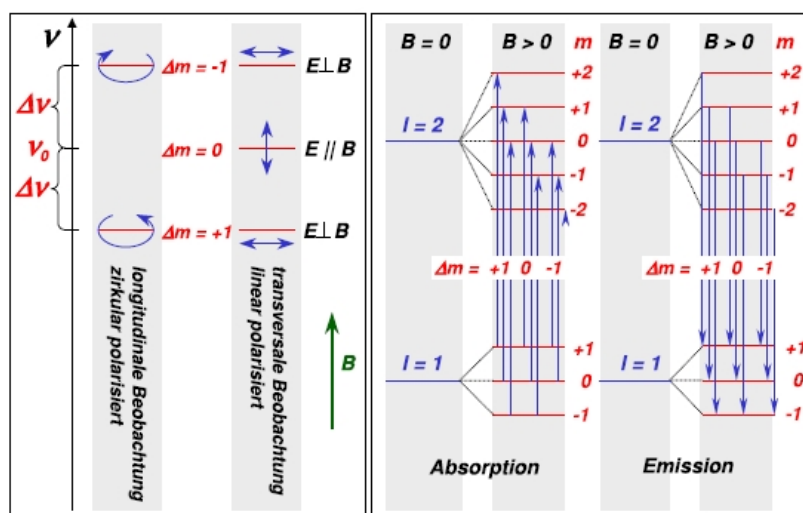 ν
Δm = -1
E⊥B
Δν
ν₀
Δm = 0
E // B
Δν
Δm = +1
E⊥B
longitudinale Beobachtung
zirkular polarisiert
transversale Beobachtung
linear polarisiert
B
B = 0
B > 0
m
+2
+1
l = 2
0
-1
-2
Δm = +1 0 -1
+1
l = 1
0
-1
Absorption
B = 0
B > 0
m
+2
+1
l = 2
0
-1
-2
Δm = +1 0 -1
+1
l = 1
0
-1
Emission